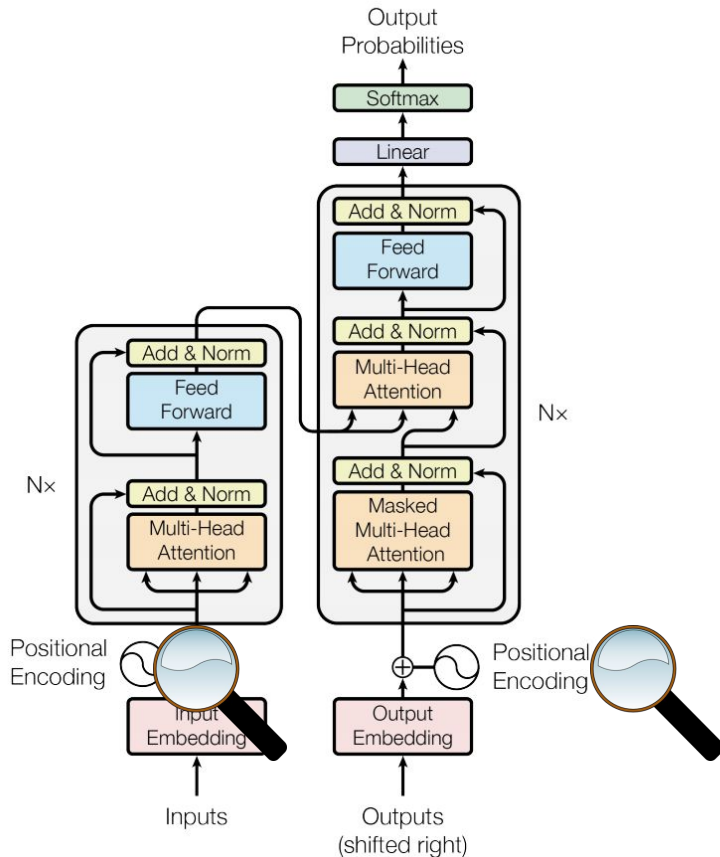 Output
Probabilities
Softmax
Linear
Add & Norm
Feed
Forward
Add & Norm
Multi-Head
Attention
Add & Norm
Masked
Multi-Head
Attention
N×
Add & Norm
Feed
Forward
Add & Norm
Multi-Head
Attention
N×
Positional
Encoding
Positional
Encoding
Input
Embedding
Output
Embedding
Inputs
Outputs
(shifted right)